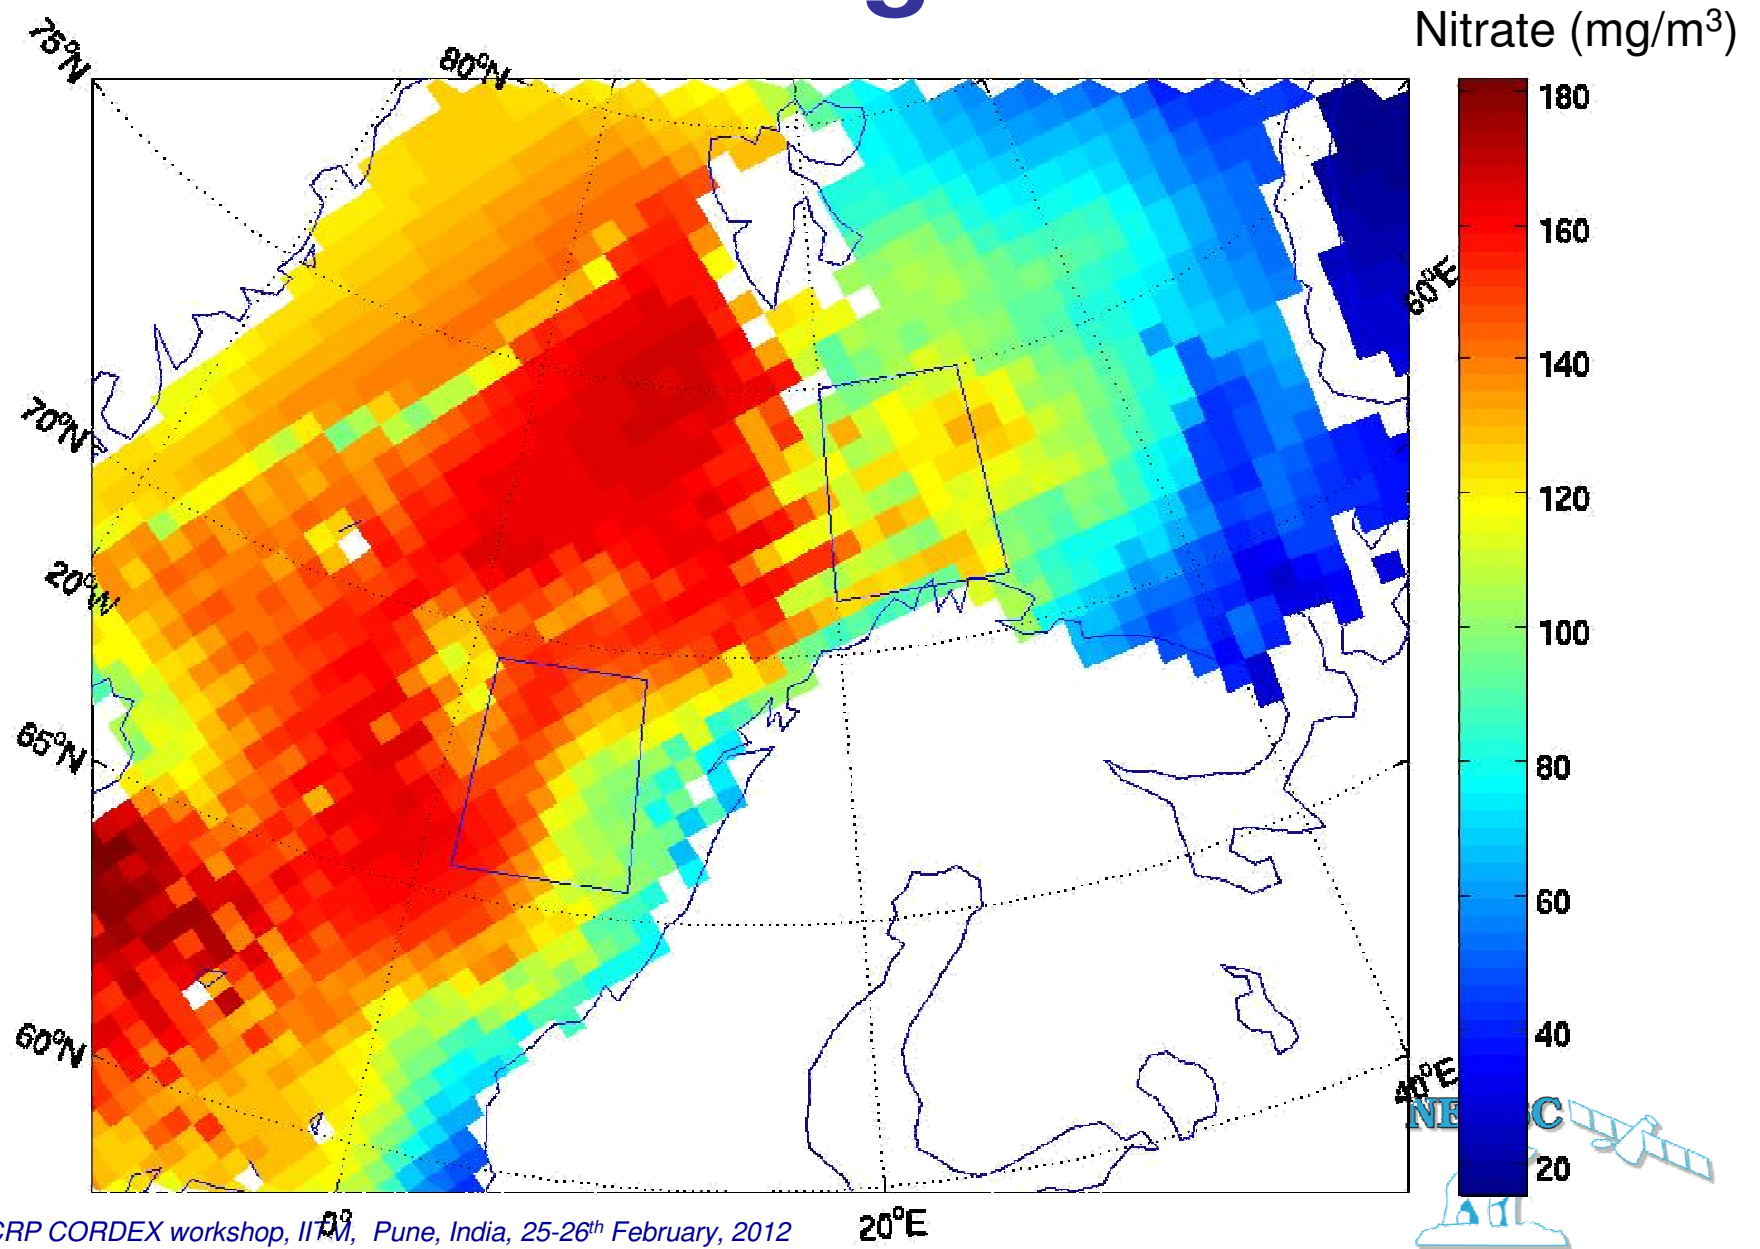 g
Nitrate (mg/m³)
75°N
80°N
180
160
60°E
140
70°N
120
20°W
100
65°N
80
60
60°N
40
40°E
20
0°
20°E
CRP CORDEX workshop, IITM, Pune, India, 25-26th February, 2012